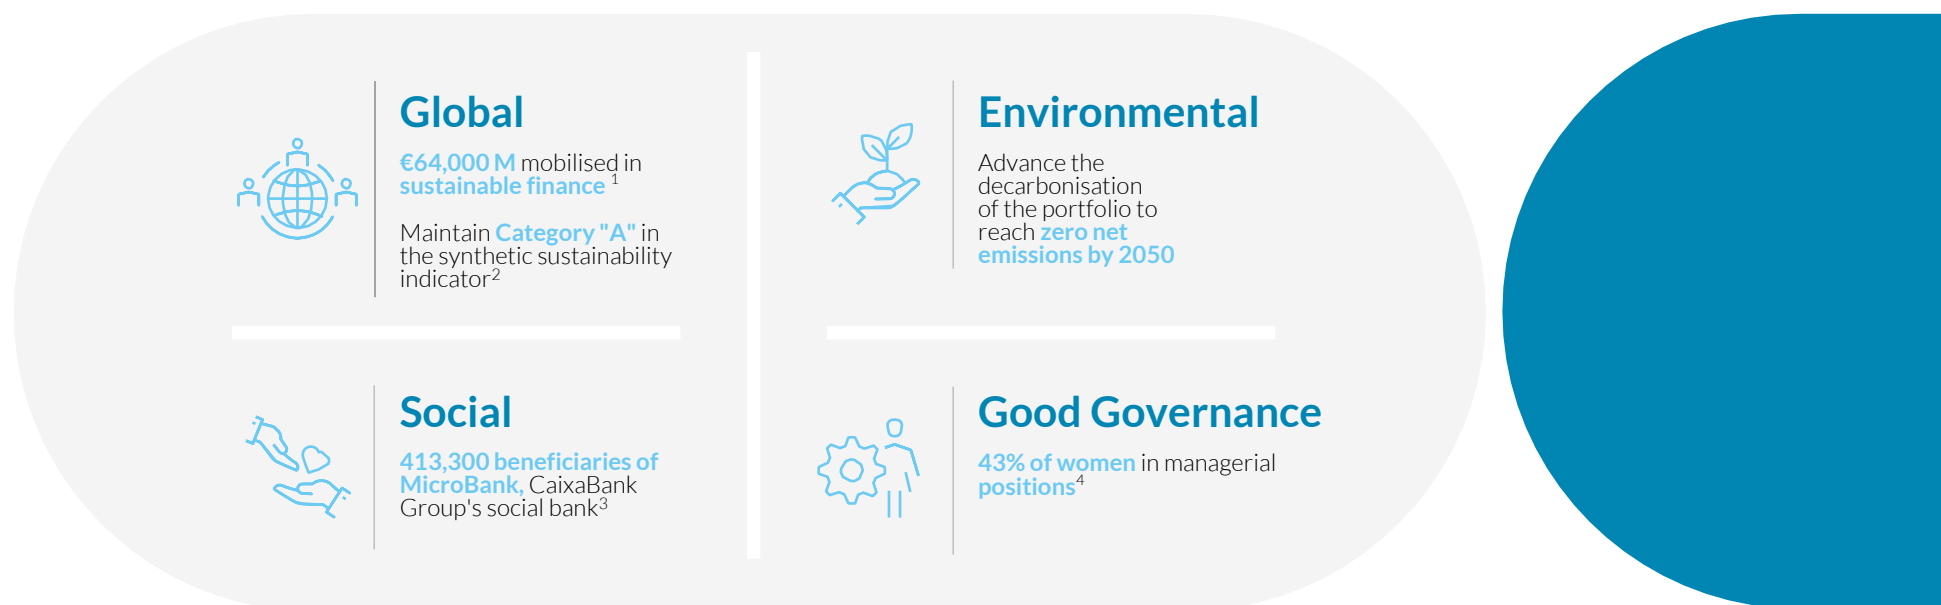 Global
€64,000 M mobilised in
sustainable finance 1
Maintain Category "A" in
the synthetic sustainability
indicator2
Environmental
Advance the
decarbonisation
of the portfolio to
reach zero net
emissions by 2050
Social
413,300 beneficiaries of
MicroBank, CaixaBank
Group's social bank3
Good Governance
43% of women in managerial
positions4